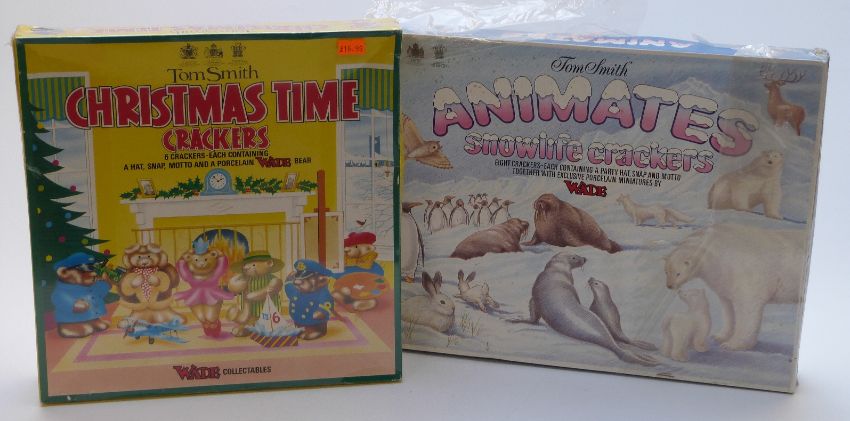 £16.99
Tom Smith
CHRISTMAS TIME
CRACKERS
6 CRACKERS-EACH CONTAINING
A HAT, SNAP, MOTTO AND A PORCELAIN WADE BEAR
WADE COLLECTABLES
Tom Smith
ANIMATES
Snowlife crackers
EIGHT CRACKERS-EACH CONTAINING A PARTY HAT, SNAP AND MOTTO
TOGETHER WITH EXCLUSIVE PORCELAIN MINIATURES BY
WADE